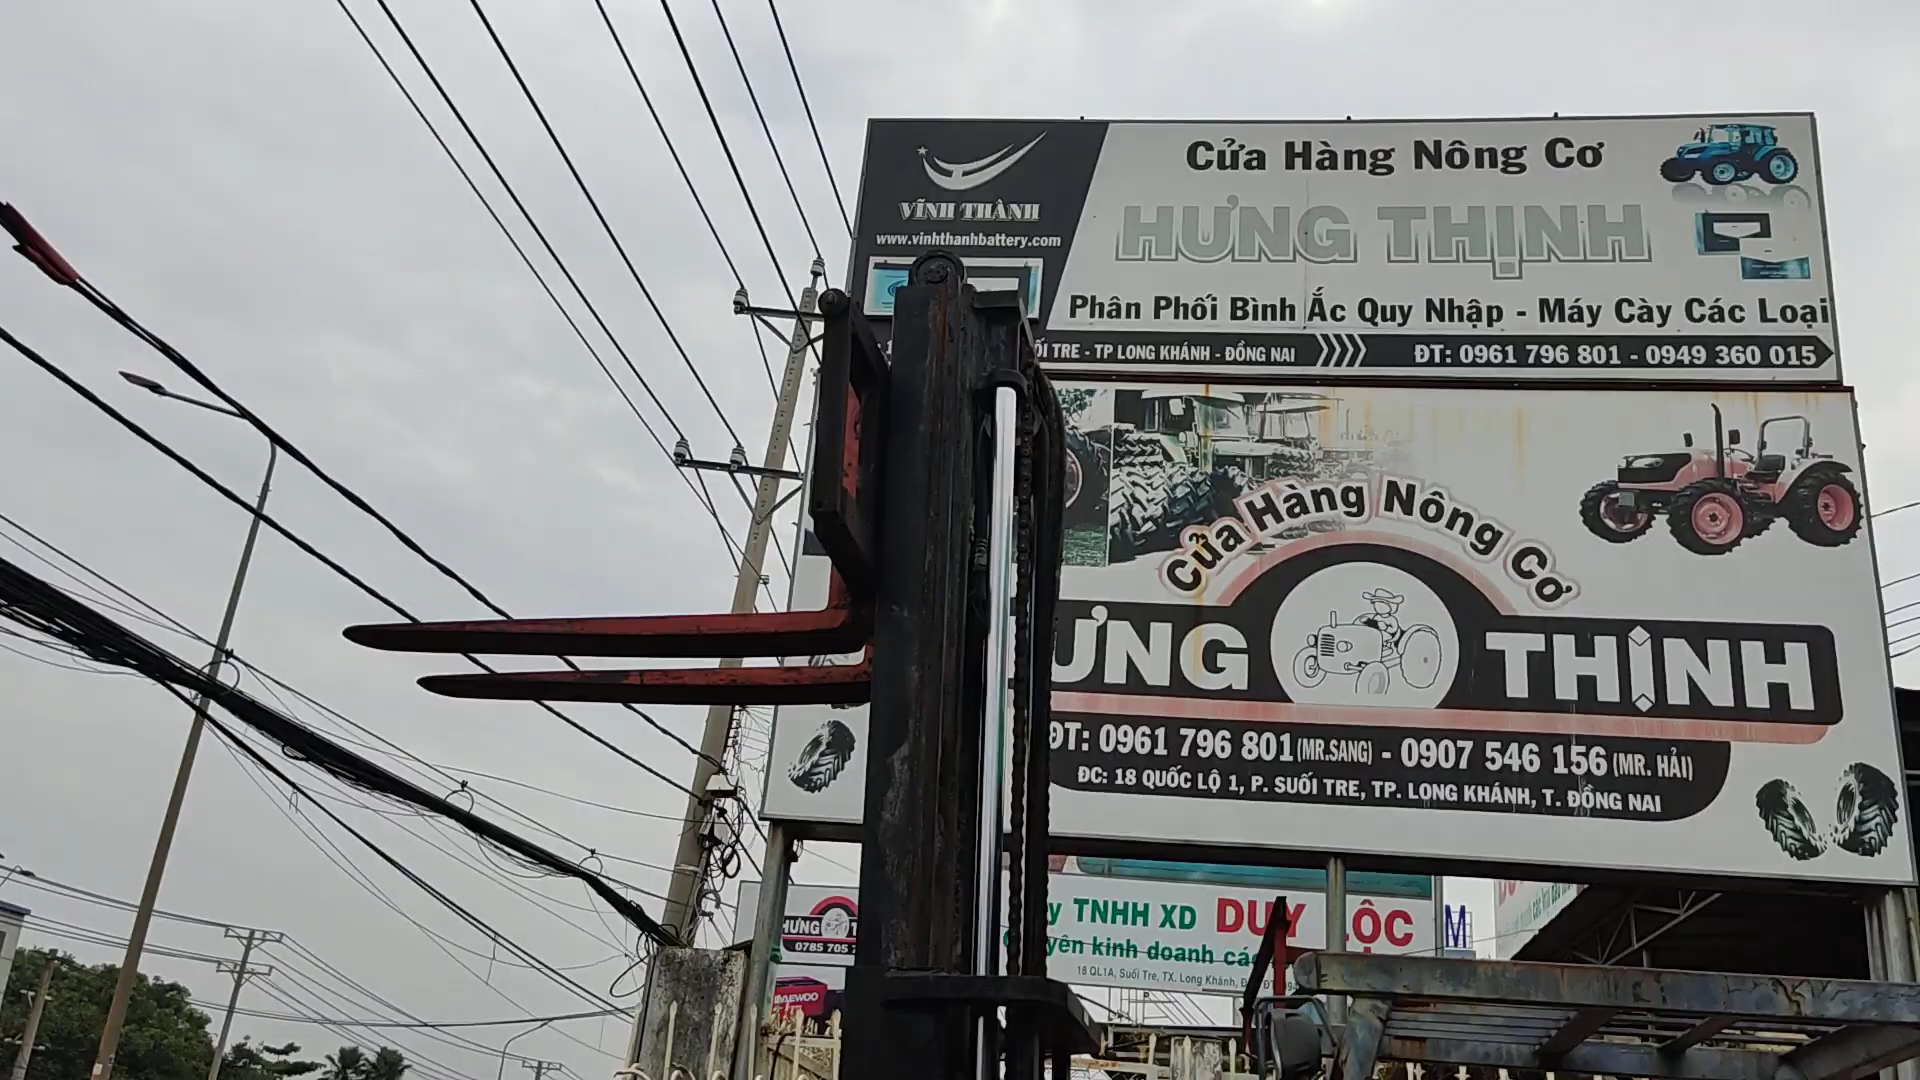 VĨNH THÀNH
www.vinhthanhbattery.com
Cửa Hàng Nông Cơ
HƯNG THỊNH
Phân Phối Bình Ắc Quy Nhập - Máy Cày Các Loại
TRE - TP LONG KHÁNH - ĐỒNG NAI
ĐT: 0961 796 801 - 0949 360 015
Cửa Hàng Nông Cơ
ƯNG THỊNH
ĐT: 0961 796 801 (MR.SANG) - 0907 546 156 (MR. HẢI)
ĐC: 18 QUỐC LỘ 1, P. SUỐI TRE, TP. LONG KHÁNH, T. ĐỒNG NAI
HƯNG
0785 705
TNHH XD DUY LỘC
kinh doanh
18 QL1A, Suối Tre, TX. Long Khánh,
M
DAEWOO